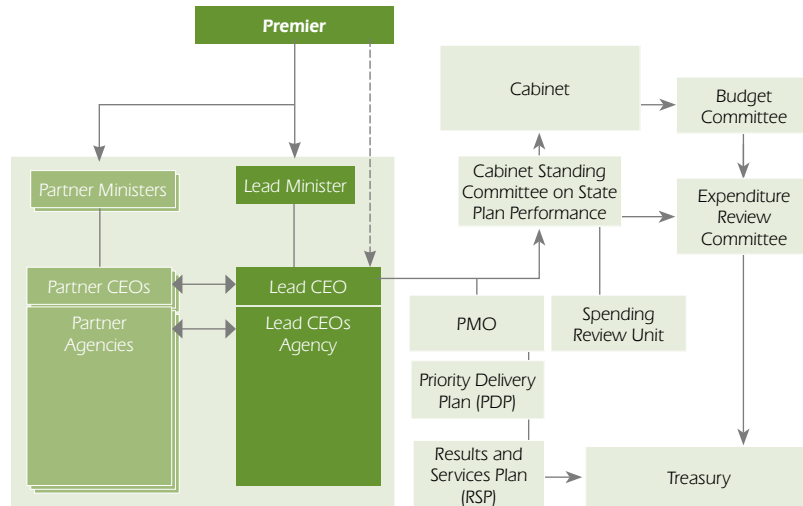 Premier
Cabinet
Budget
Committee
Partner Ministers
Lead Minister
Cabinet Standing
Committee on State
Plan Performance
Expenditure
Review
Committee
Partner CEOs
Lead CEO
Partner
Agencies
Lead CEOs
Agency
PMO
Spending
Review Unit
Priority Delivery
Plan (PDP)
Results and
Services Plan
(RSP)
Treasury